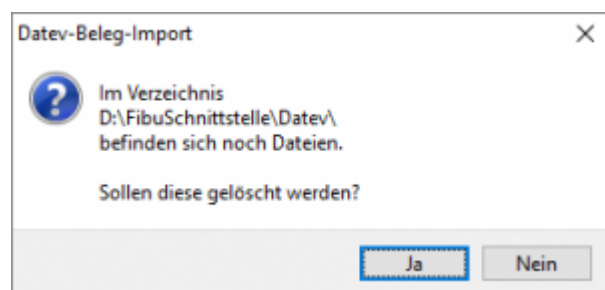 Datev-Beleg-Import
Im Verzeichnis
D:\FibuSchnittstelle\Datev\
befinden sich noch Dateien.
Sollen diese gelöscht werden?
Ja Nein